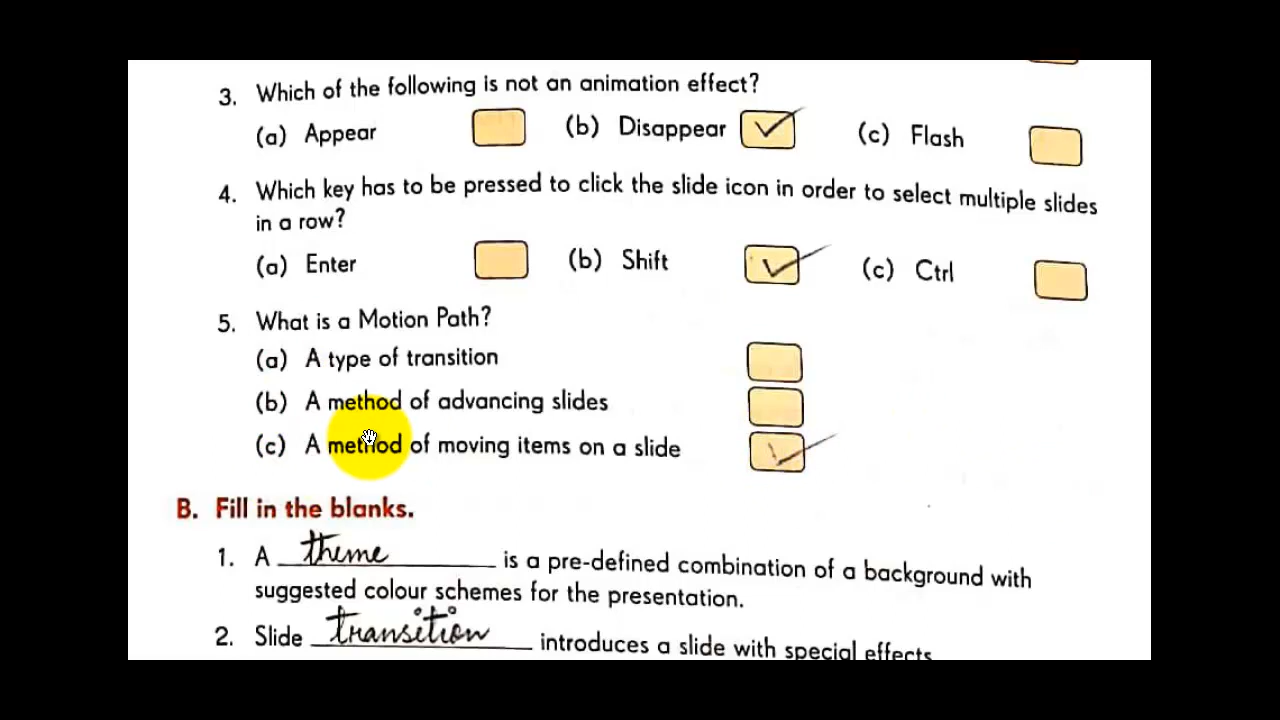 3. Which of the following is not an animation effect?
(a) Appear (b) Disappear ✓ (c) Flash
4. Which key has to be pressed to click the slide icon in order to select multiple slides
in a row?
(a) Enter (b) Shift ✓ (c) Ctrl
5. What is a Motion Path?
(a) A type of transition
(b) A method of advancing slides
(c) A method of moving items on a slide ✓
B. Fill in the blanks.
1. A theme is a pre-defined combination of a background with
suggested colour schemes for the presentation.
2. Slide transition introduces a slide with special effects